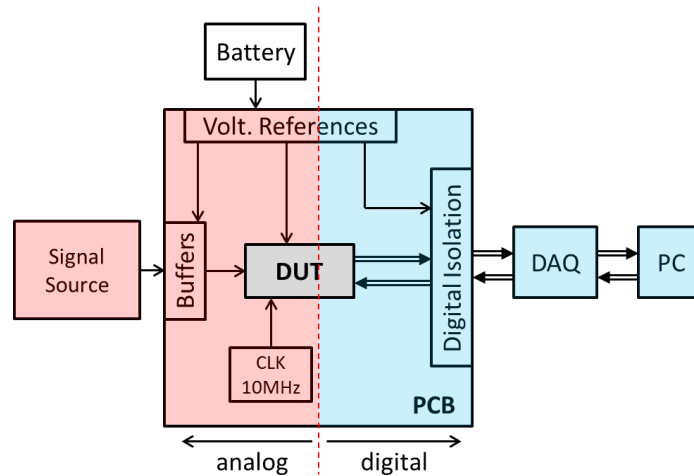 Battery
Volt. References
Signal
Source
Buffers
DUT
Digital Isolation
DAQ
PC
CLK
10MHz
PCB
analog
digital